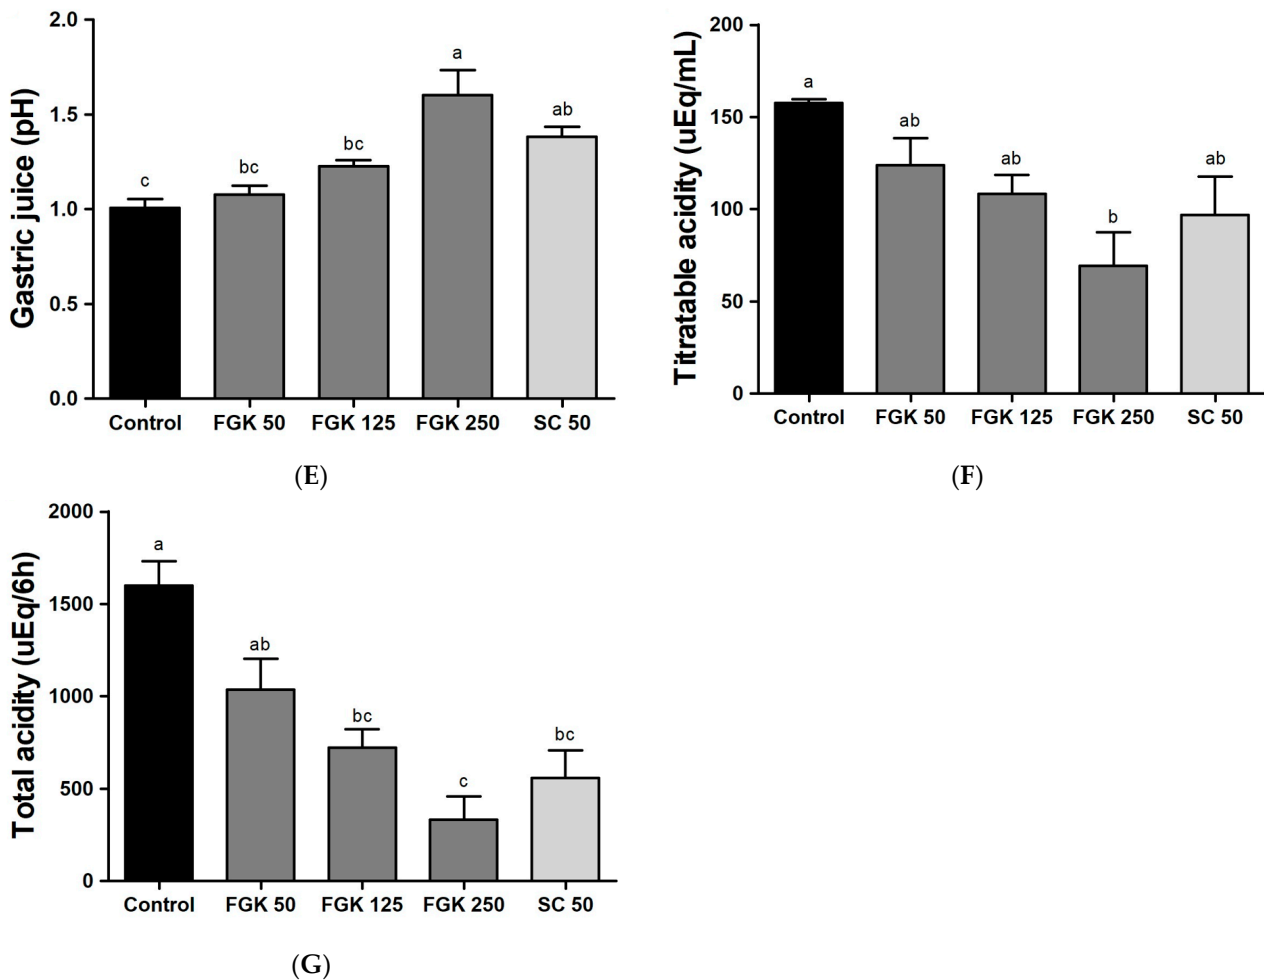 Gastric juice (pH)
2.0
1.5
1.0
0.5
0.0
c
bc
bc
a
ab
Control FGK 50 FGK 125 FGK 250 SC 50
(E)
Titratable acidity (uEq/mL)
200
150
100
50
0
a
ab
ab
b
ab
Control FGK 50 FGK 125 FGK 250 SC 50
(F)
Total acidity (uEq/6h)
2000
1500
1000
500
0
a
ab
bc
c
bc
Control FGK 50 FGK 125 FGK 250 SC 50
(G)